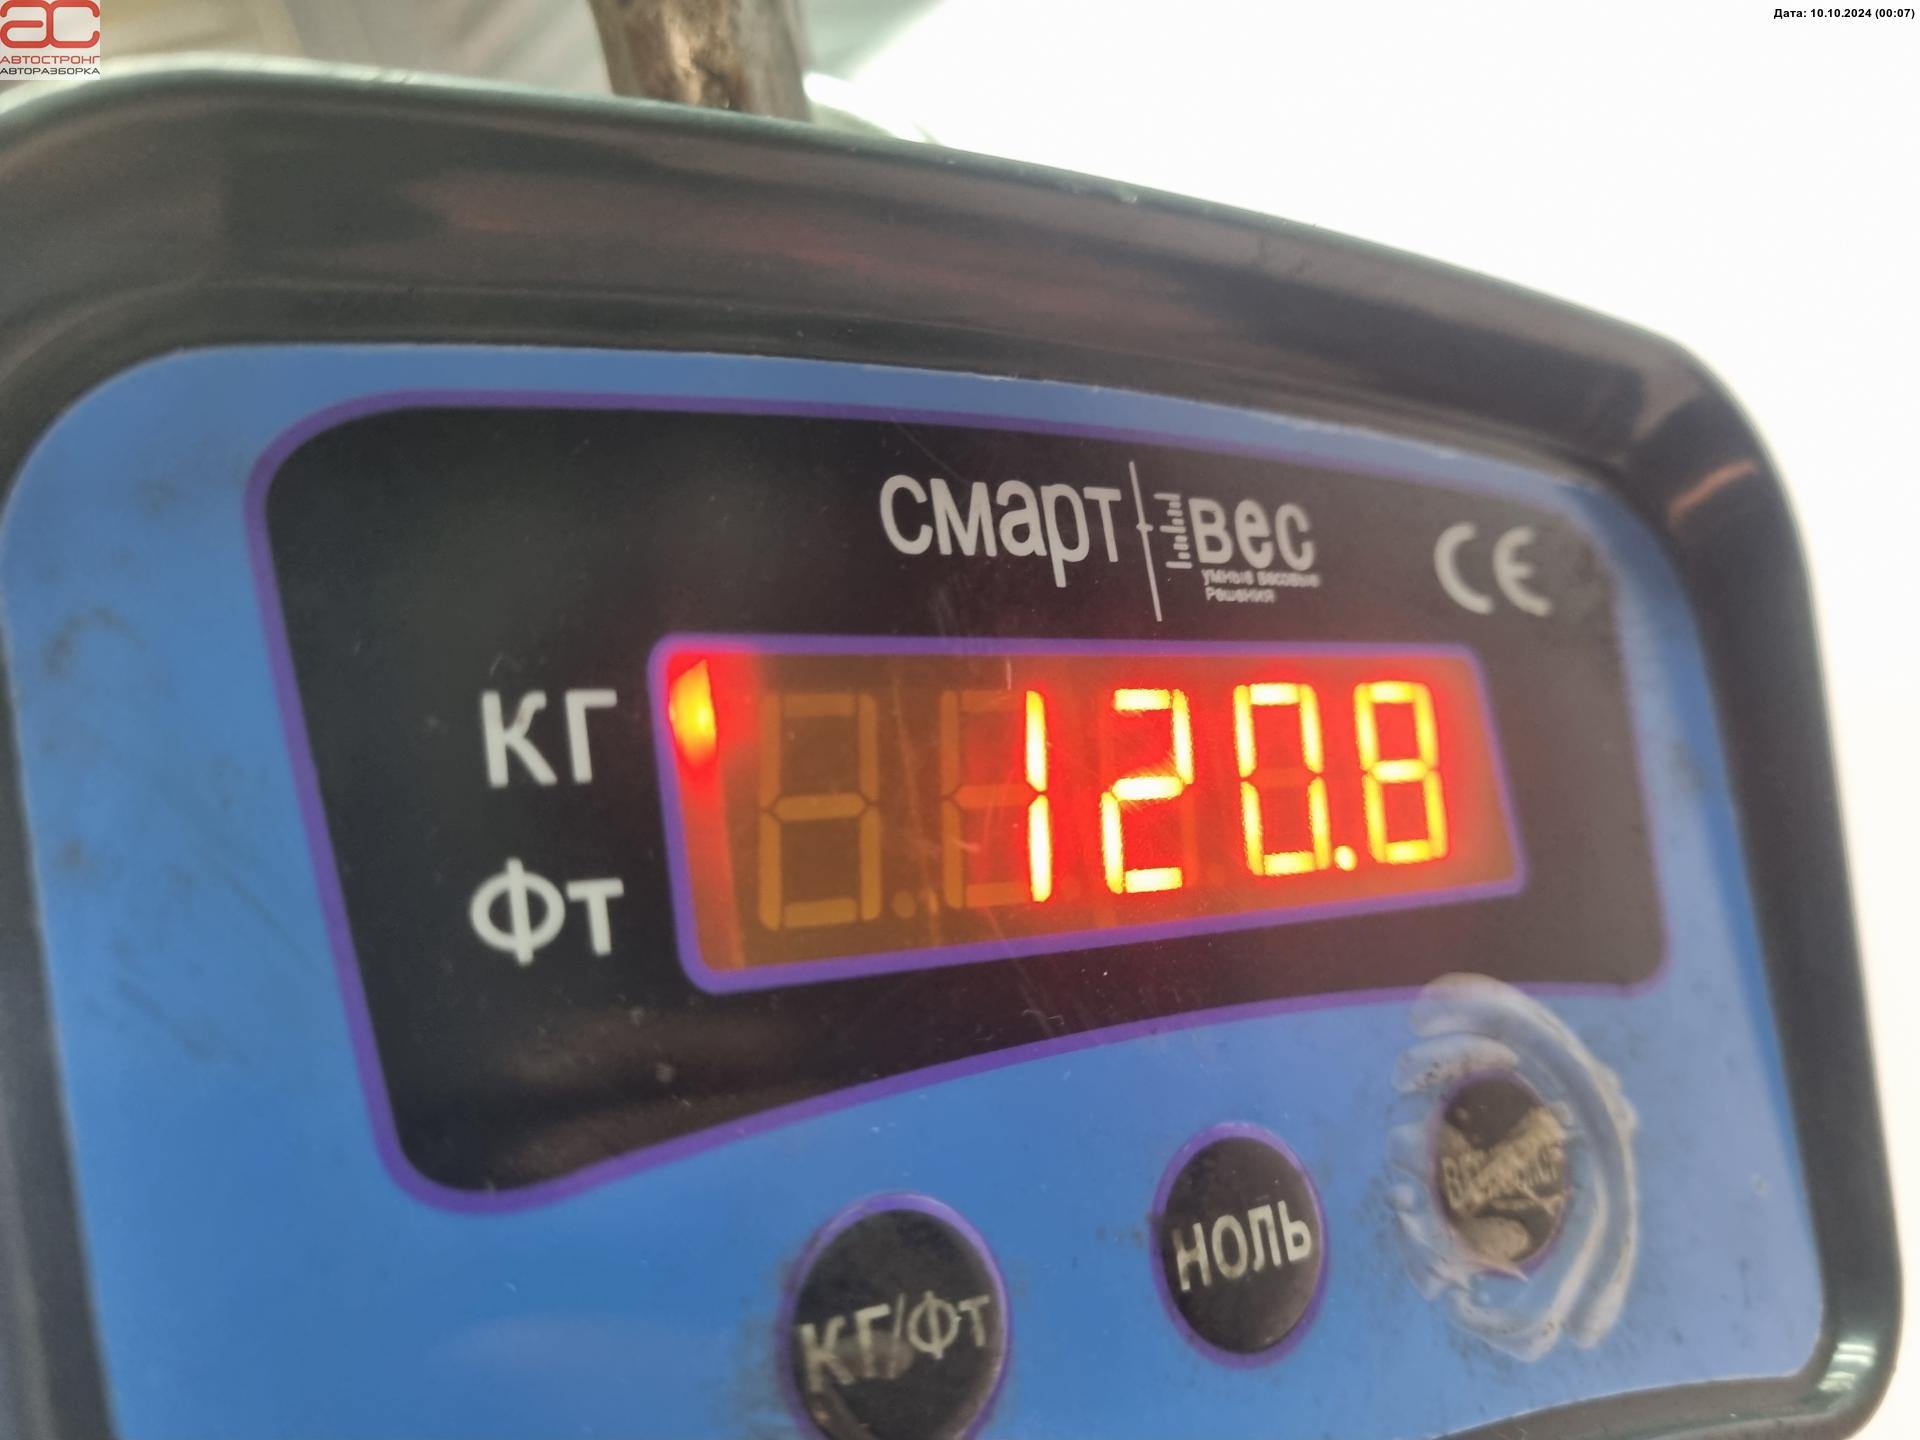 ас
АВТОСТРОНГ
АВТОРАЗБОРКА
Дата: 10.10.2024 (00:07)
смарт вес
умные весовые
Решения
CE
КГ
120.8
Фт
КГ/Фт
НОЛЬ